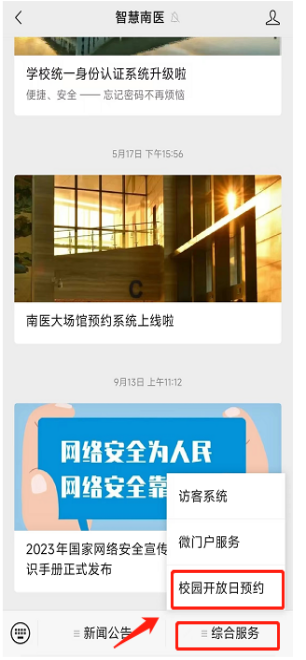 智慧南医
学校统一身份认证系统升级啦
便捷、安全 —— 忘记密码不再烦恼
5月17日 下午15:56
C
南医大场馆预约系统上线啦
9月13日 上午11:12
网络安全为人民
网络安全靠
2023年国家网络安全宣传
识手册正式发布
访客系统
微门户服务
校园开放日预约
新闻公告
综合服务